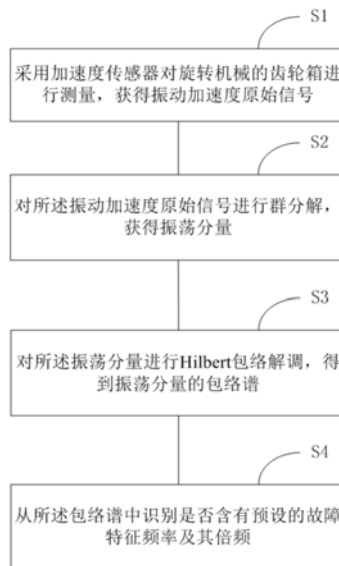 S1
采用加速度传感器对旋转机械的齿轮箱进
行测量，获得振动加速度原始信号
S2
对所述振动加速度原始信号进行群分解，
获得振荡分量
S3
对所述振荡分量进行Hilbert包络解调，得
到振荡分量的包络谱
S4
从所述包络谱中识别是否含有预设的故障
特征频率及其倍频